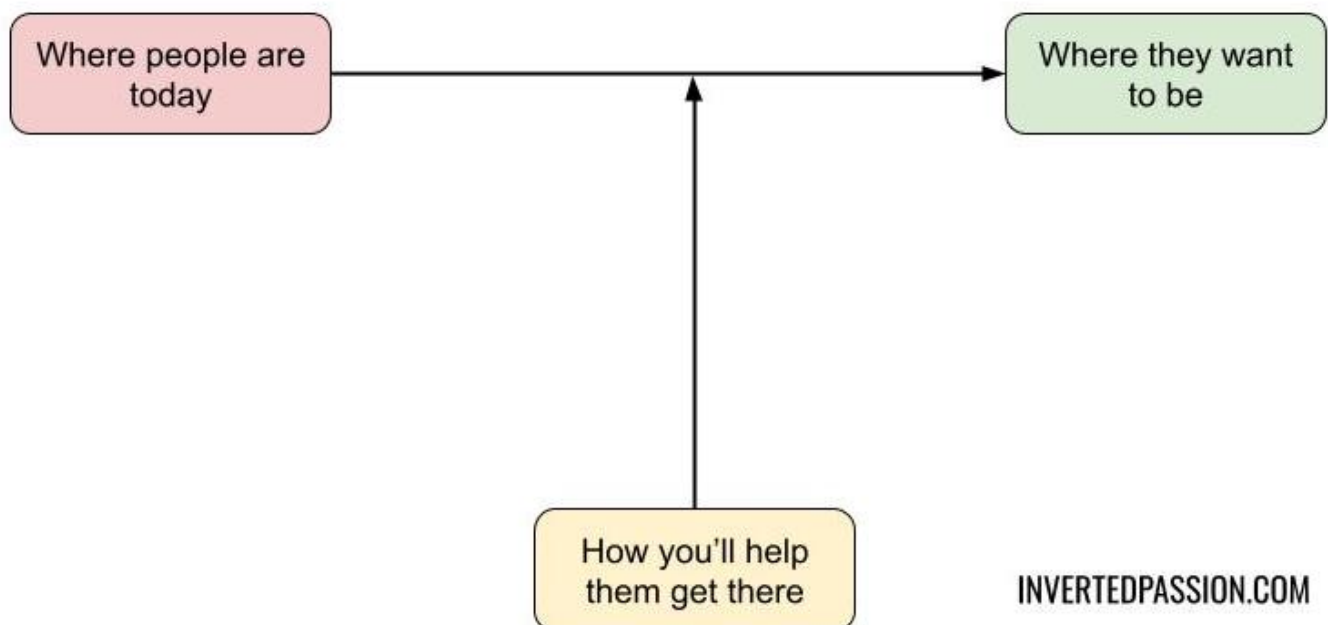 Where people are
today
Where they want
to be
How you'll help
them get there
INVERTEDPASSION.COM